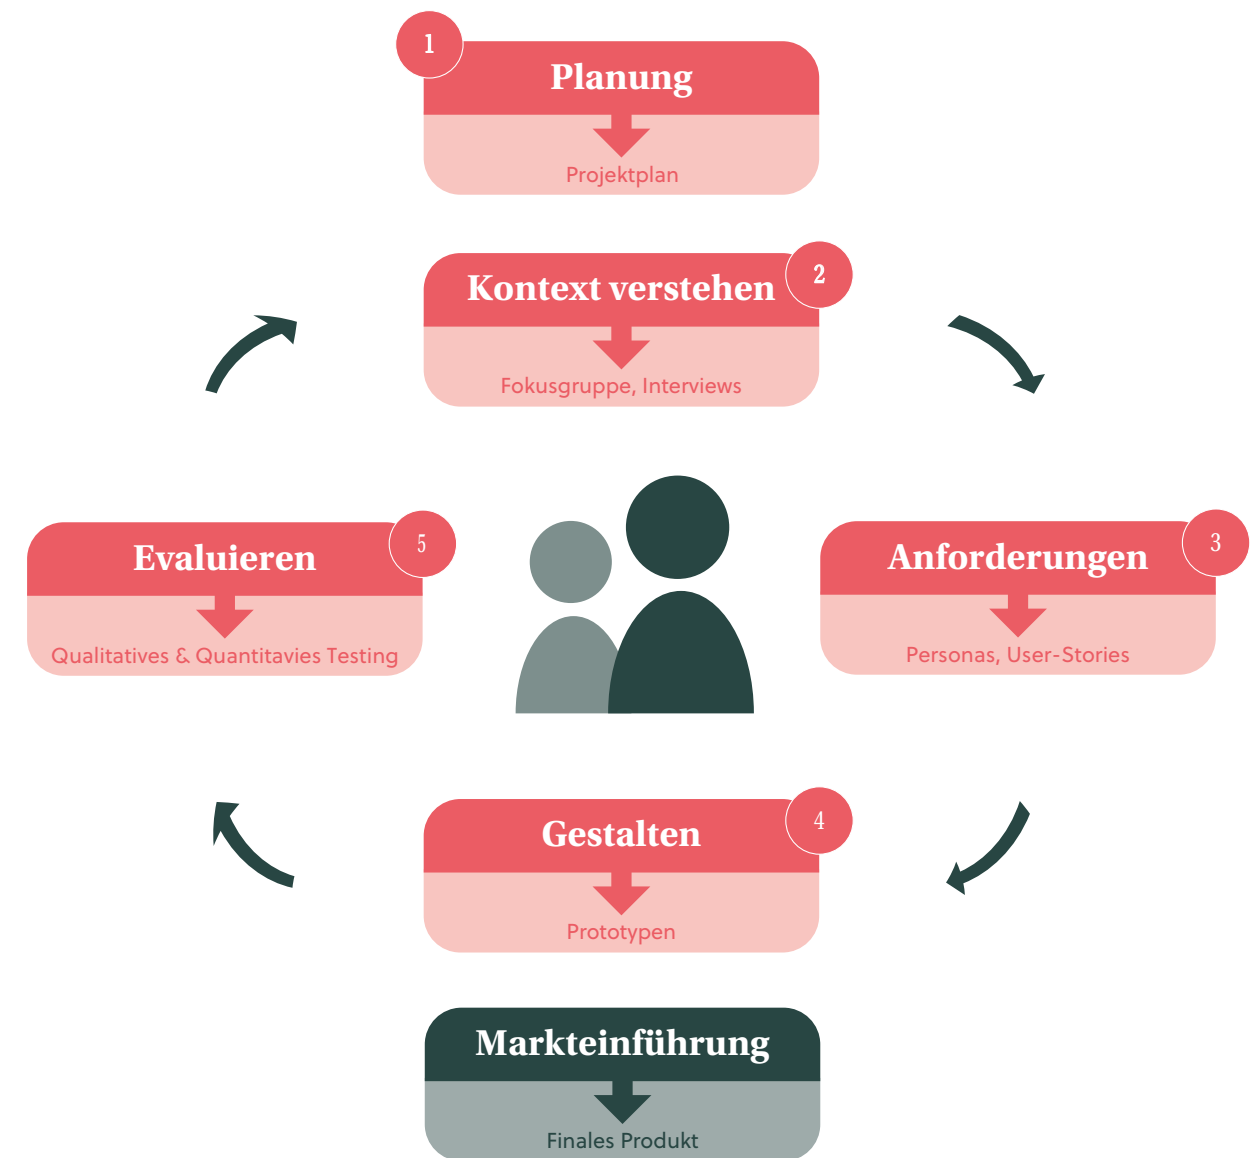 1
Planung
Projektplan
2
Kontext verstehen
Fokusgruppe, Interviews
3
Anforderungen
Personas, User-Stories
4
Gestalten
Prototypen
5
Evaluieren
Qualitatives & Quantitavies Testing
Markteinführung
Finales Produkt